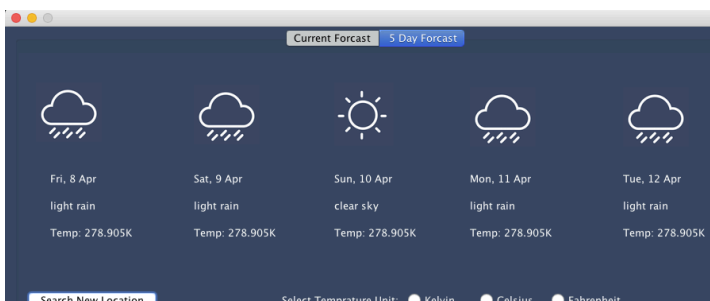 Current Forcast 5 Day Forcast
Fri, 8 Apr Sat, 9 Apr Sun, 10 Apr Mon, 11 Apr Tue, 12 Apr
light rain light rain clear sky light rain light rain
Temp: 278.905K Temp: 278.905K Temp: 278.905K Temp: 278.905K Temp: 278.905K
Search New Location Select Temprature Unit: Kelvin Celsius Fahrenheit